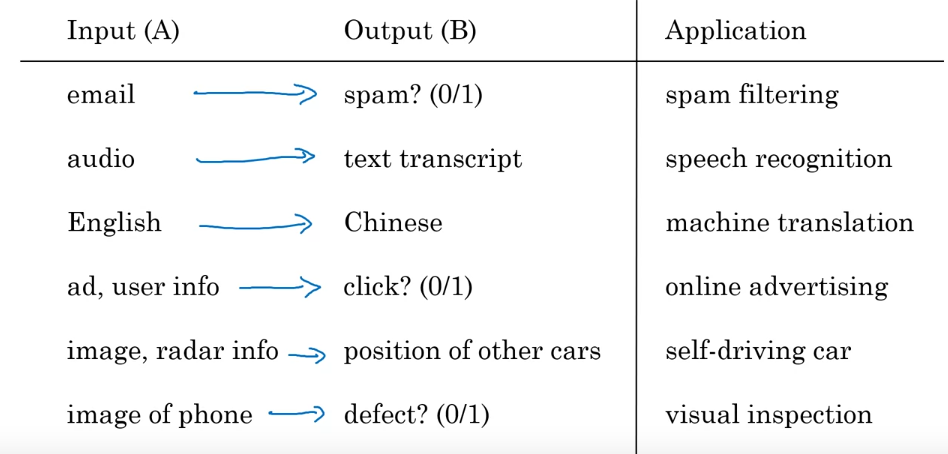 Input (A) Output (B) Application
email spam? (0/1) spam filtering
audio text transcript speech recognition
English Chinese machine translation
ad, user info click? (0/1) online advertising
image, radar info position of other cars self-driving car
image of phone defect? (0/1) visual inspection